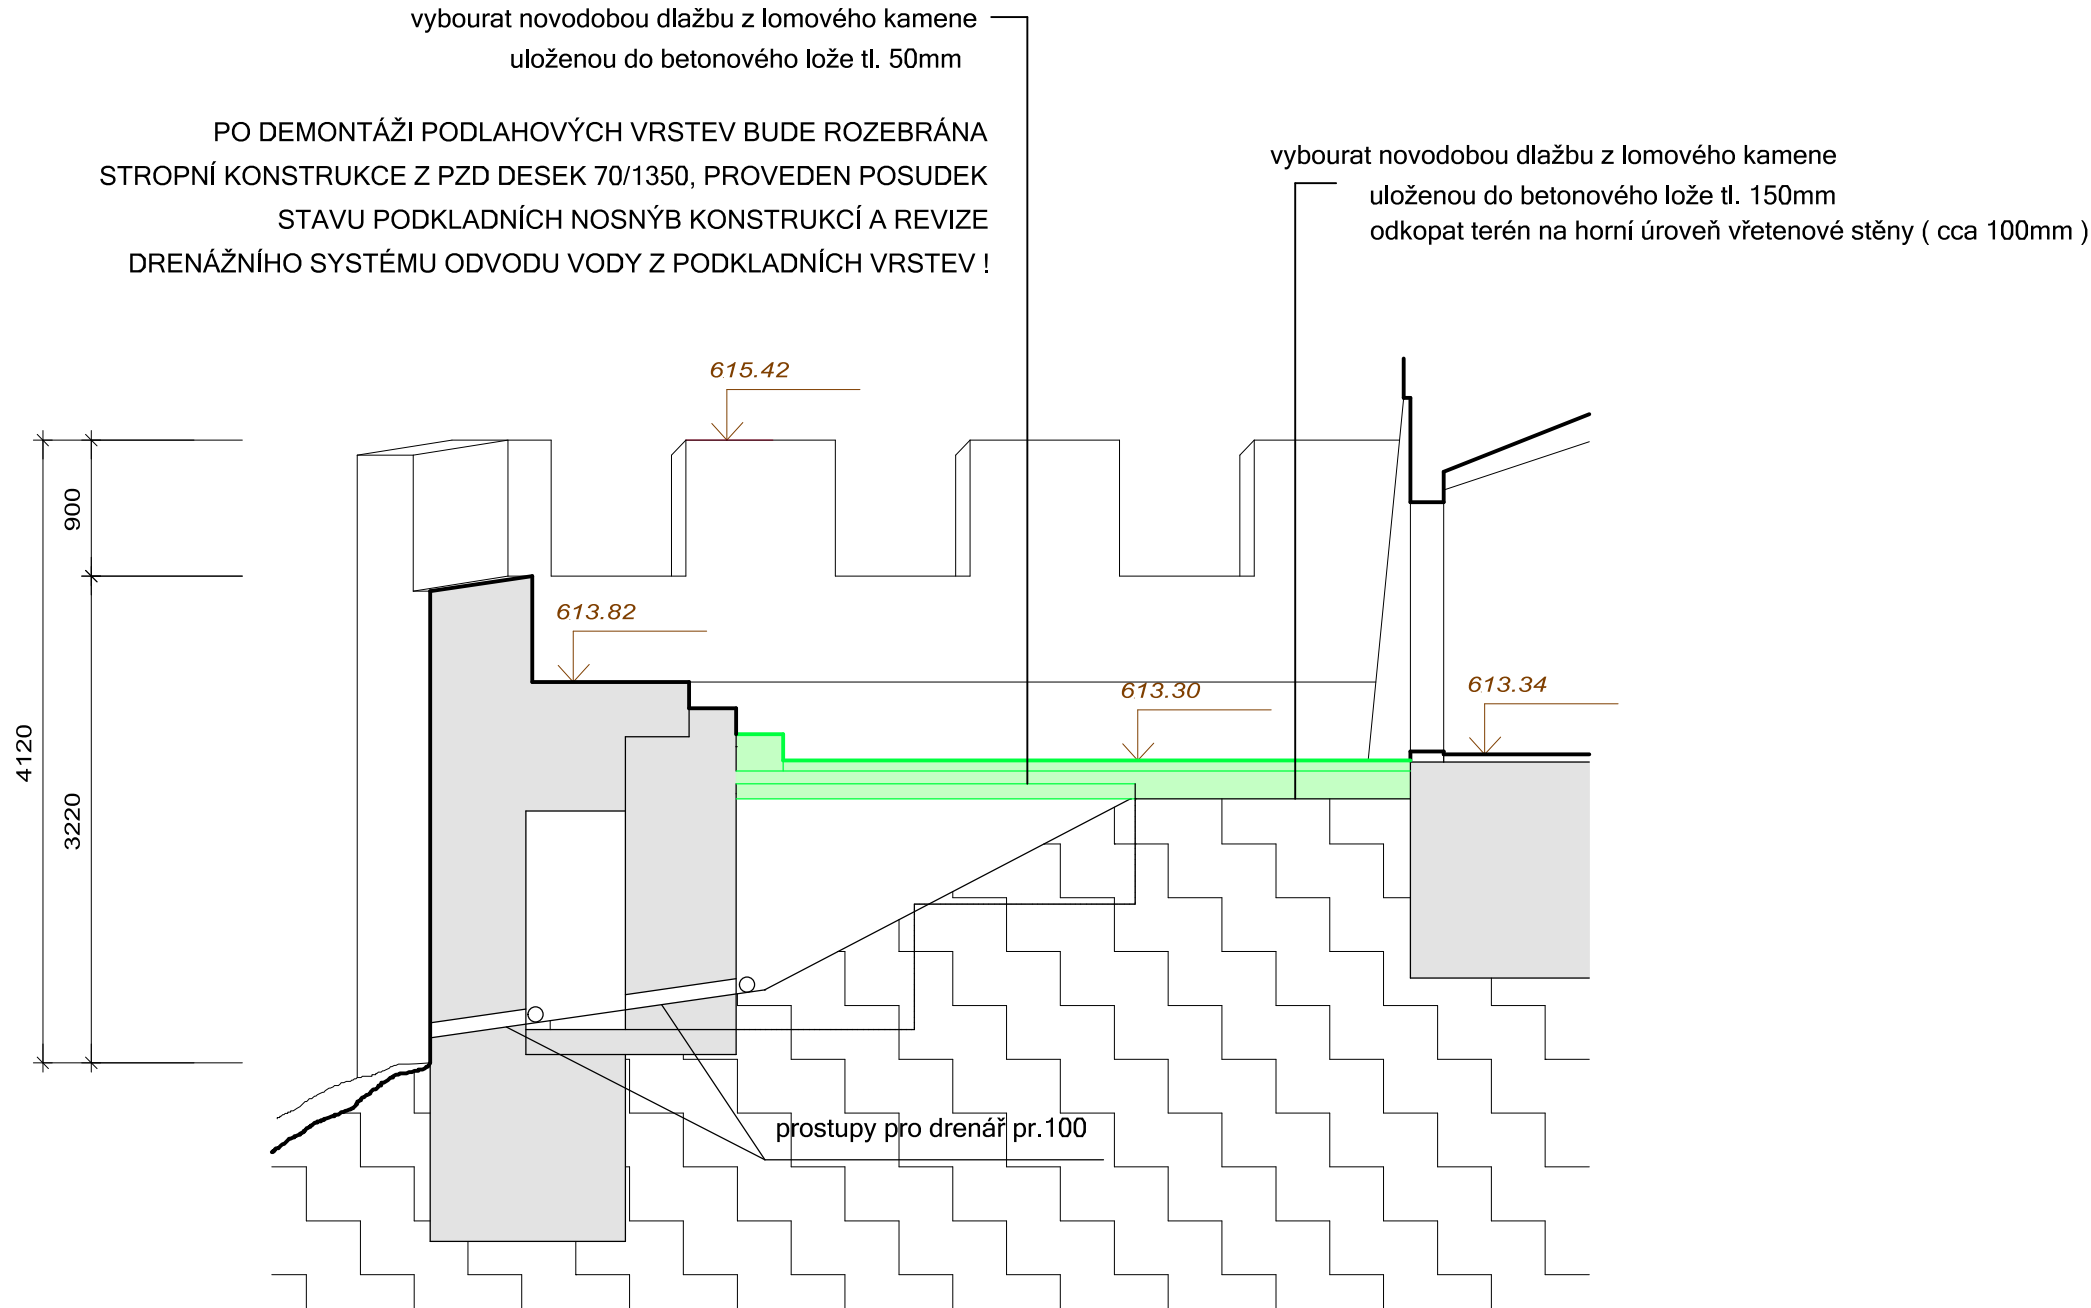 vybourat novodobou dlažbu z lomového kamene
uloženou do betonového lože tl. 50mm
PO DEMONTÁŽI PODLAHOVÝCH VRSTEV BUDE ROZEBRÁNA
STROPNÍ KONSTRUKCE Z PZD DESEK 70/1350, PROVEDEN POSUDEK
STAVU PODKLADNÍCH NOSNÝB KONSTRUKCÍ A REVIZE
DRENÁŽNÍHO SYSTÉMU ODVODU VODY Z PODKLADNÍCH VRSTEV !
vybourat novodobou dlažbu z lomového kamene
uloženou do betonového lože tl. 150mm
odkopat terén na horní úroveň vřetenové stěny ( cca 100mm )
615.42
900
613.82
613.30
613.34
4120
3220
prostupy pro drenář pr.100